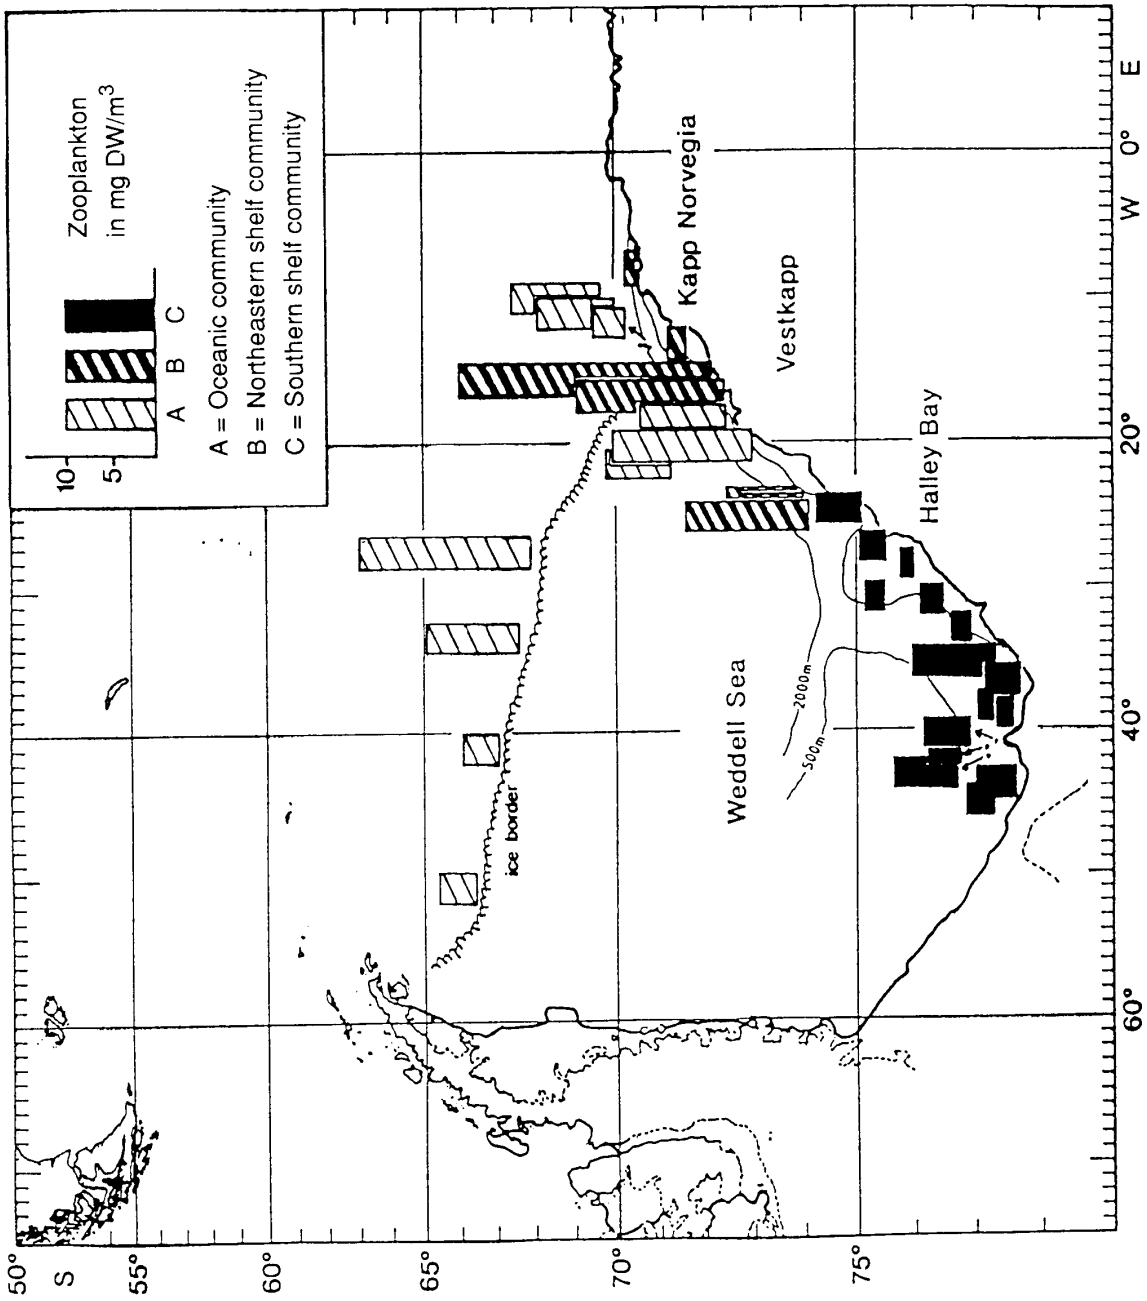 Zooplankton
in mg DW/m³
10
5
A B C
A = Oceanic community
B = Northeastern shelf community
C = Southern shelf community
50°
S
55°
60°
65°
70°
75°
60°
40°
20°
W
0°
E
ice border
Weddell Sea
2000m
500m
Halley Bay
Vestkapp
Kapp Norvegia